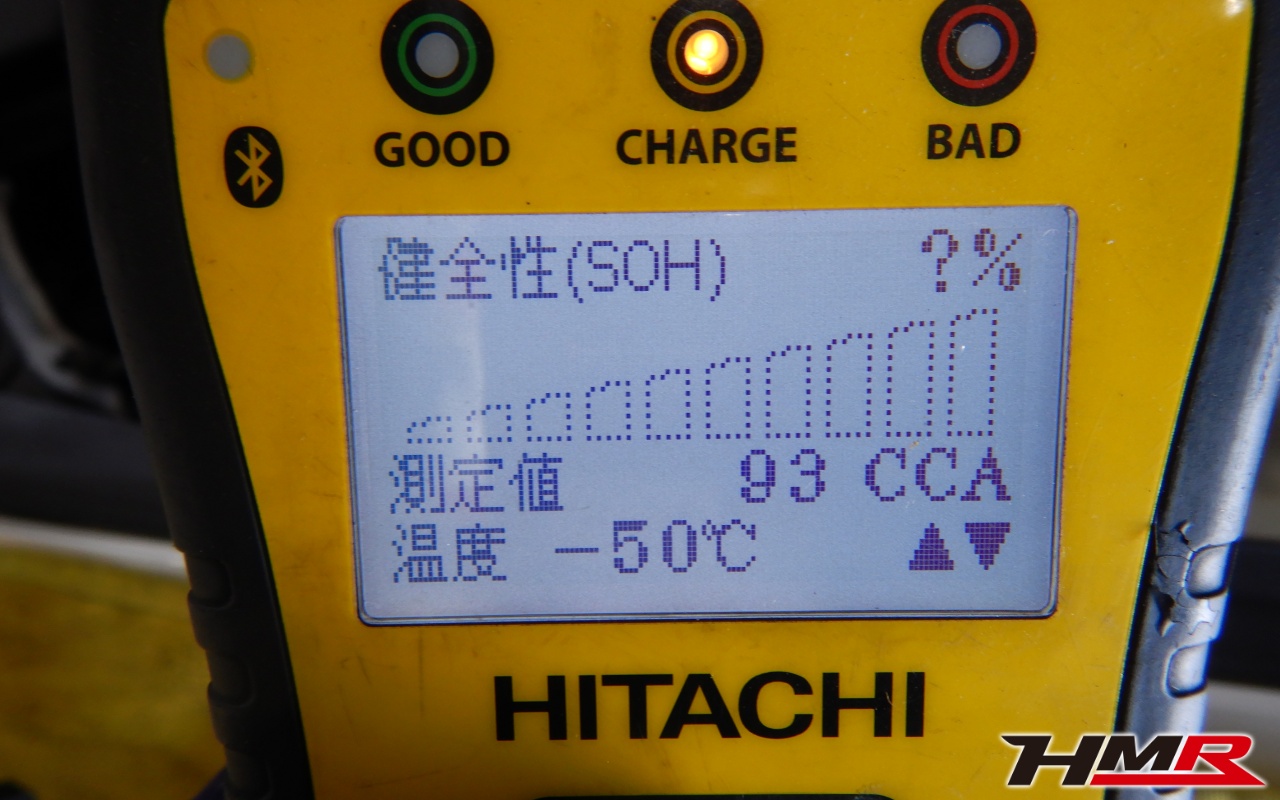 GOOD CHARGE BAD
健全性(SOH) ?%
測定値 93 CCA
温度 -50℃ ▲▼
HITACHI
HMR